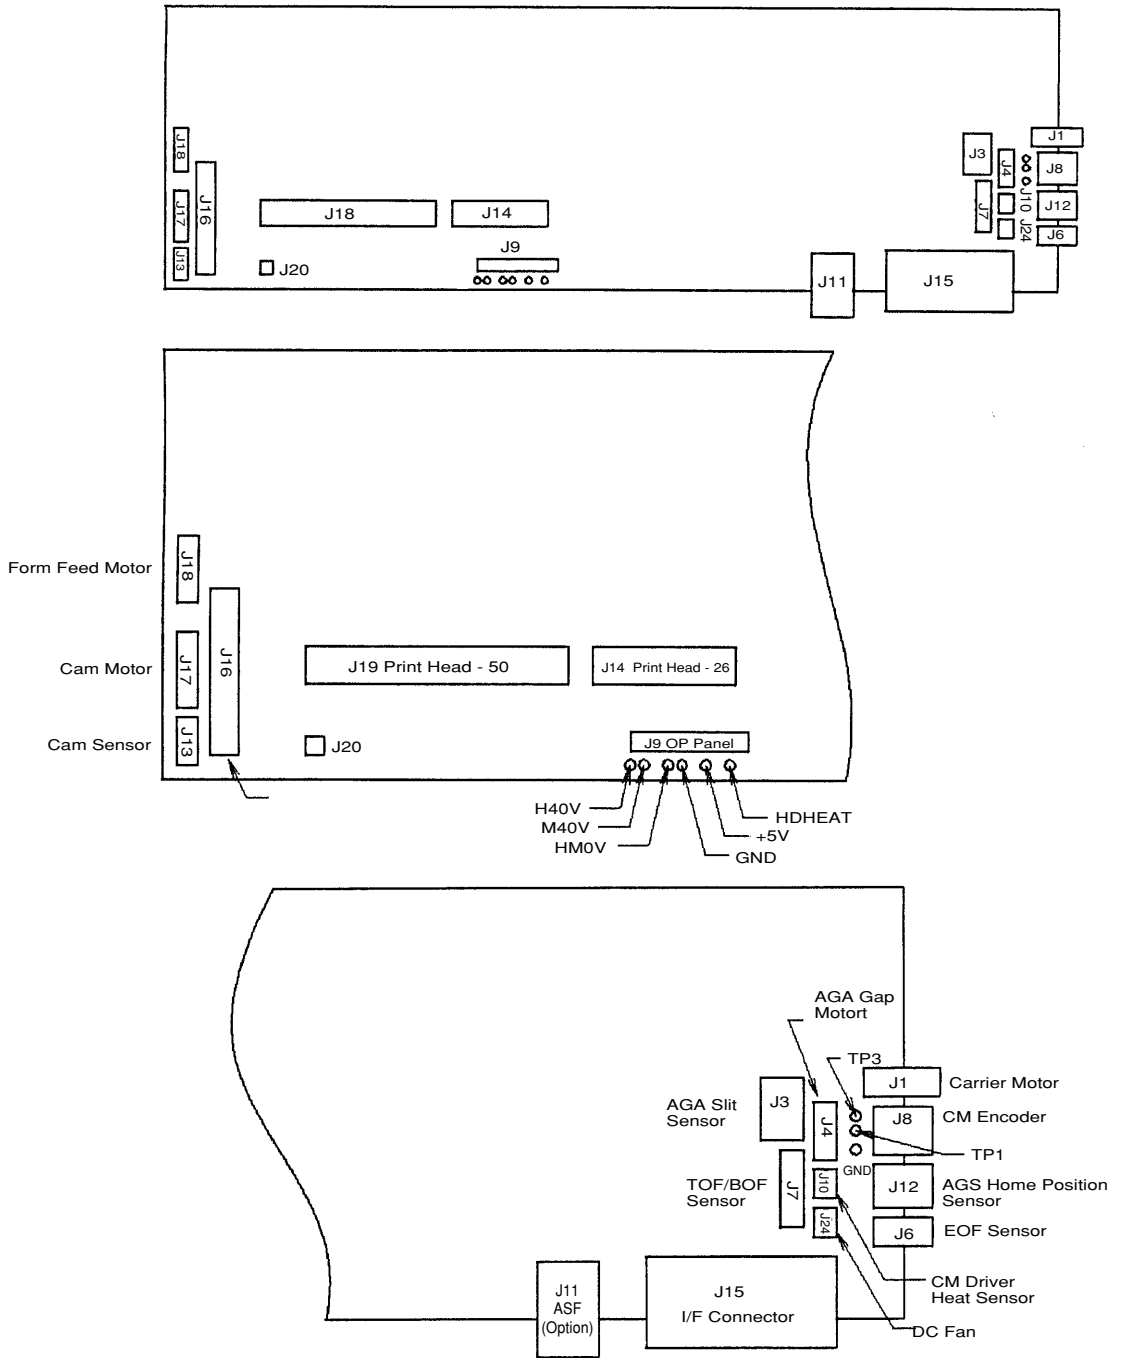 J18
J17
J13
J16
J18
J14
J9
J20
J3
J4
J7
J10
J24
J1
J8
J12
J6
J11
J15
Form Feed Motor
J18
Cam Motor
J17
J16
Cam Sensor
J13
J19 Print Head - 50
J14 Print Head - 26
J20
J9 OP Panel
H40V
M40V
HM0V
HDHEAT
+5V
GND
AGA Gap
Motort
TP3
J1
Carrier Motor
AGA Slit
Sensor
J3
J4
J8
CM Encoder
TP1
GND
TOF/BOF
Sensor
J7
J10
J24
J12
AGS Home Position
Sensor
J6
EOF Sensor
J11
ASF
(Option)
J15
I/F Connector
CM Driver
Heat Sensor
DC Fan